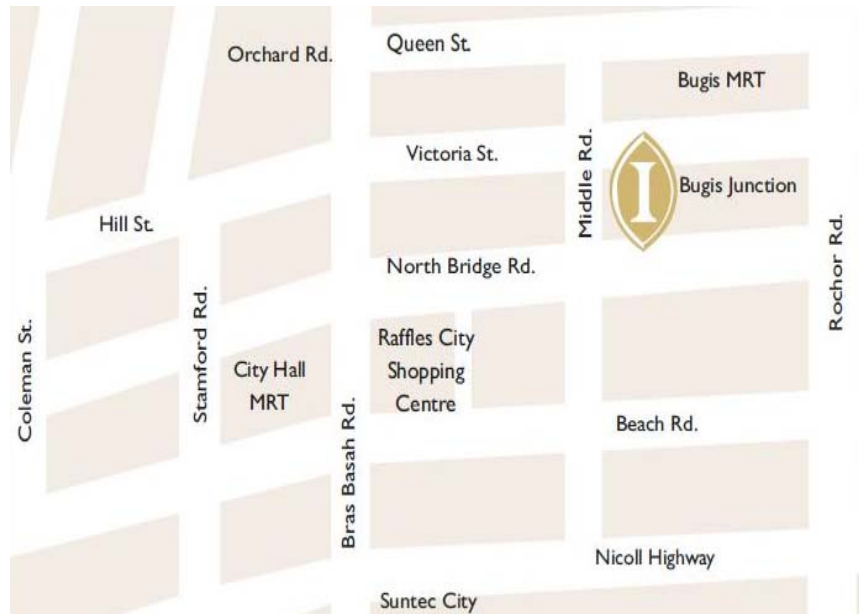 Queen St.
Orchard Rd.
Bugis MRT
Victoria St.
Middle Rd.
I
Bugis Junction
Hill St.
North Bridge Rd.
Rochor Rd.
Coleman St.
Stamford Rd.
City Hall
MRT
Raffles City
Shopping
Centre
Bras Basah Rd.
Beach Rd.
Nicoll Highway
Suntec City